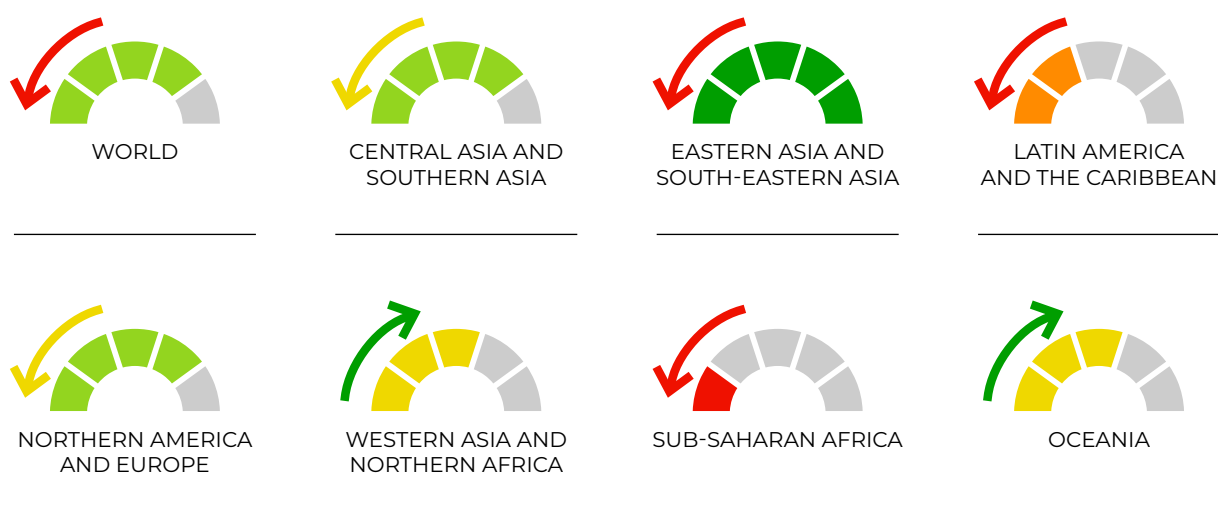 WORLD
CENTRAL ASIA AND
SOUTHERN ASIA
EASTERN ASIA AND
SOUTH-EASTERN ASIA
LATIN AMERICA
AND THE CARIBBEAN
NORTHERN AMERICA
AND EUROPE
WESTERN ASIA AND
NORTHERN AFRICA
SUB-SAHARAN AFRICA
OCEANIA